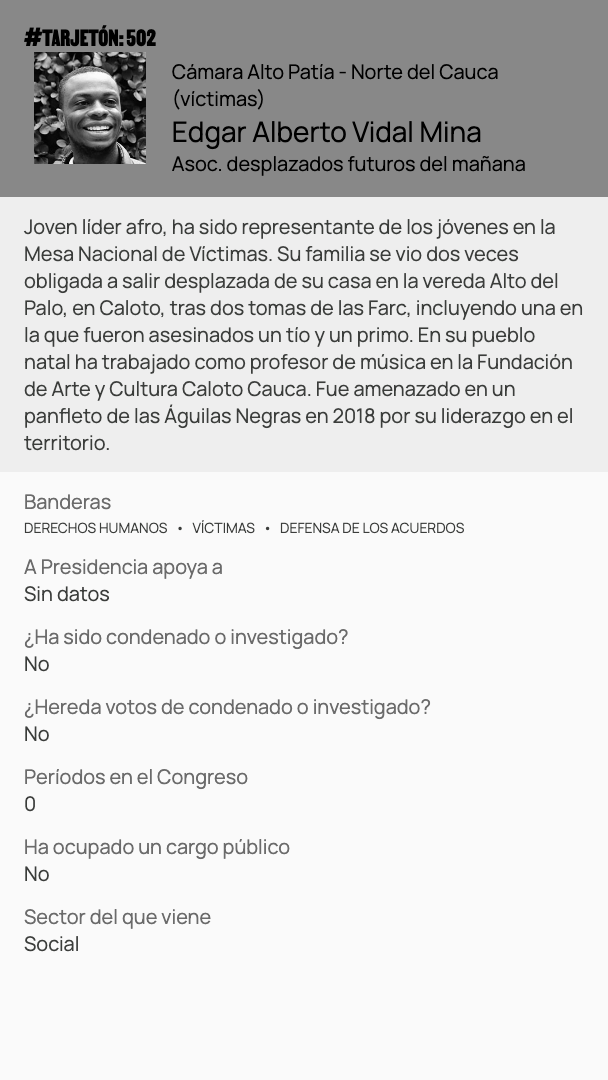 #TARJETÓN: 502
Cámara Alto Patía - Norte del Cauca
(víctimas)
Edgar Alberto Vidal Mina
Asoc. desplazados futuros del mañana
Joven líder afro, ha sido representante de los jóvenes en la
Mesa Nacional de Víctimas. Su familia se vio dos veces
obligada a salir desplazada de su casa en la vereda Alto del
Palo, en Caloto, tras dos tomas de las Farc, incluyendo una en
la que fueron asesinados un tío y un primo. En su pueblo
natal ha trabajado como profesor de música en la Fundación
de Arte y Cultura Caloto Cauca. Fue amenazado en un
panfleto de las Águilas Negras en 2018 por su liderazgo en el
territorio.
Banderas
DERECHOS HUMANOS • VÍCTIMAS • DEFENSA DE LOS ACUERDOS
A Presidencia apoya a
Sin datos
¿Ha sido condenado o investigado?
No
¿Hereda votos de condenado o investigado?
No
Períodos en el Congreso
0
Ha ocupado un cargo público
No
Sector del que viene
Social